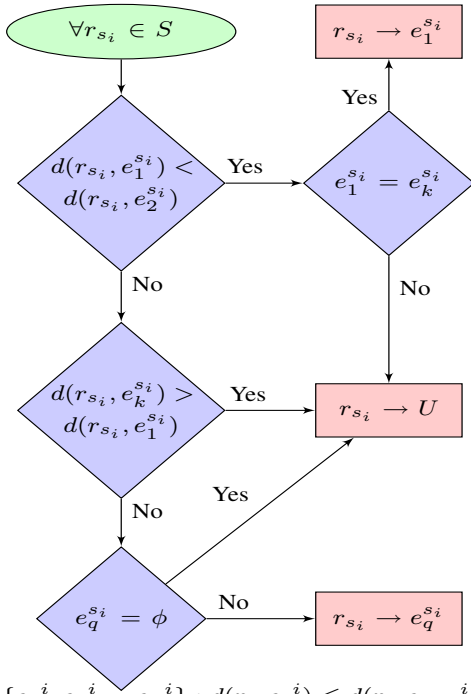 ∀r_{s_i} ∈ S
r_{s_i} → e_1^{s_i}
Yes
d(r_{s_i}, e_1^{s_i}) <
d(r_{s_i}, e_2^{s_i})
Yes
e_1^{s_i} = e_k^{s_i}
No
No
d(r_{s_i}, e_k^{s_i}) >
d(r_{s_i}, e_1^{s_i})
Yes
r_{s_i} → U
Yes
No
e_q^{s_i} = ϕ
No
r_{s_i} → e_q^{s_i}